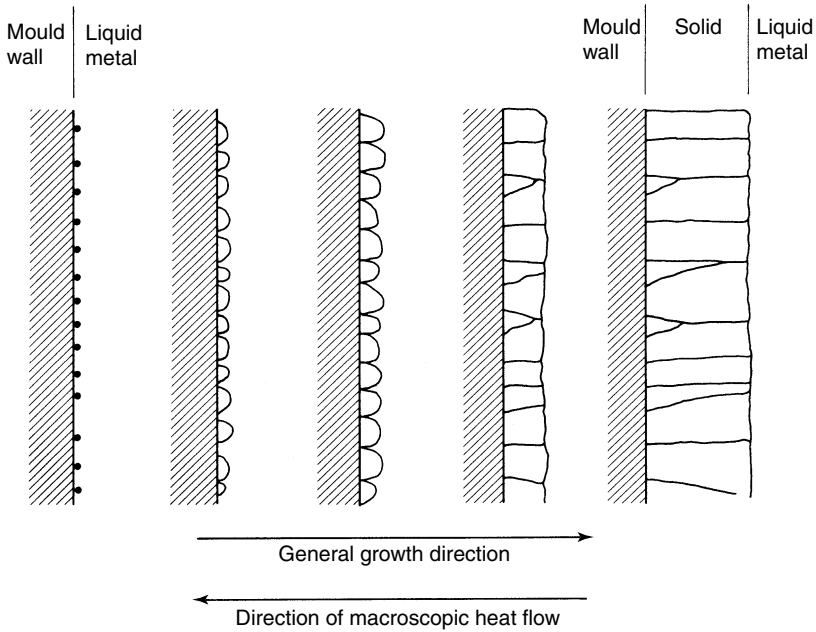 Mould
wall
Liquid
metal
Mould
wall
Solid
Liquid
metal
General growth direction
Direction of macroscopic heat flow